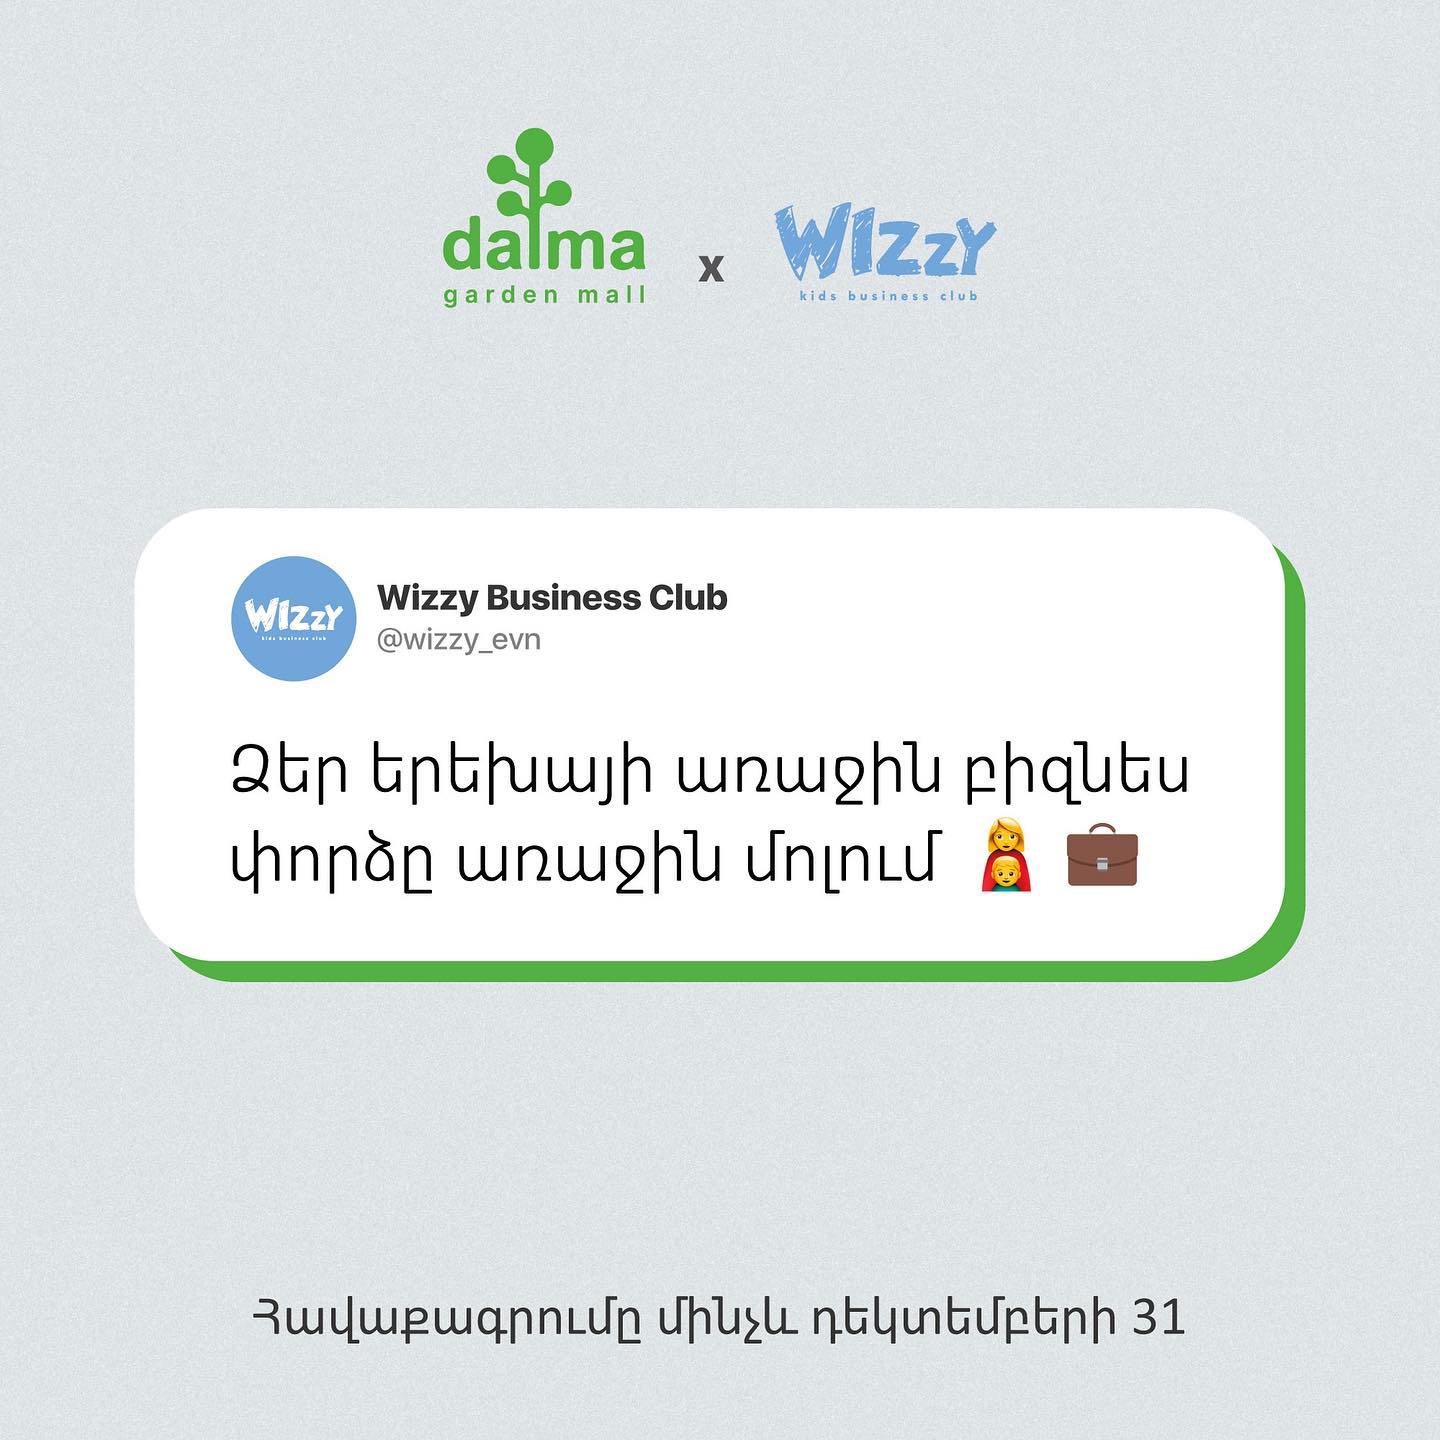 dalma
garden mall
x
WIZZY
kids business club
WIZZY
kids business club
Wizzy Business Club
@wizzy_evn
Ձեր երեխայի առաջին բիզնես
փորձը առաջին մոլում 👩‍👦 💼
Հավաքագրումը մինչև դեկտեմբերի 31